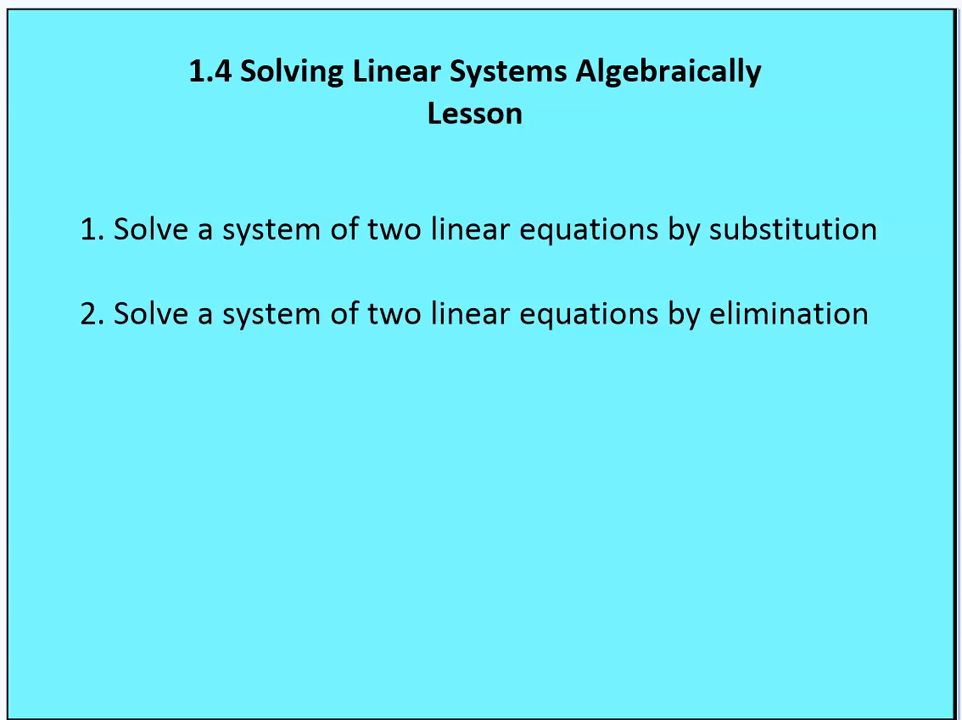 1.4 Solving Linear Systems Algebraically
Lesson
1. Solve a system of two linear equations by substitution
2. Solve a system of two linear equations by elimination